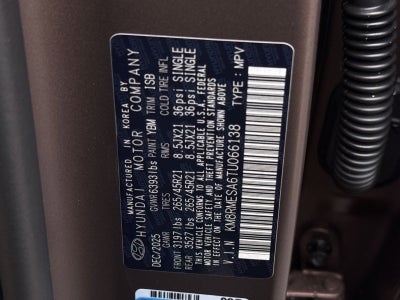 HYUNDAI MOTOR COMPANY
MANUFACTURED IN KOREA BY
DEC/2025 GVWR 6393 lbs PAINT YBM TRIM ISB
GAWR TIRES RIMS COLD TIRE INFL
FRONT 3197 lbs 265/45R21 8.5JX21 36psi SINGLE
REAR 3527 lbs 265/45R21 8.5JX21 36psi SINGLE
THIS VEHICLE CONFORMS TO ALL APPLICABLE U.S.A. FEDERAL
MOTOR VEHICLE SAFETY AND THEFT PREVENTION STANDARDS
IN EFFECT ON THE DATE OF MANUFACTURE SHOWN ABOVE.
V.I.N KM8RMESA6TU066138 TYPE : MPV